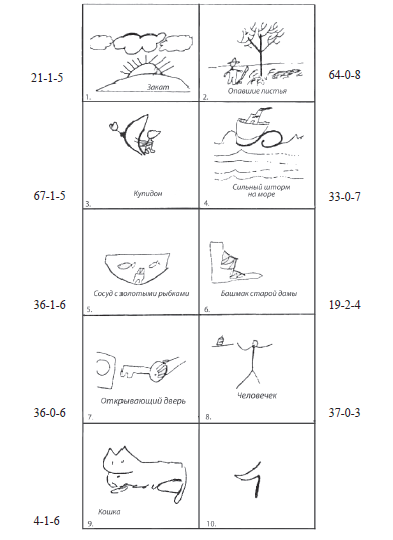 21-1-5
1.
Закат
2.
Опавшие листья
64-0-8
67-1-5
3.
Купидон
4.
Сильный шторм
на море
33-0-7
36-1-6
5.
Сосуд с золотыми рыбками
6.
Башмак старой дамы
19-2-4
36-0-6
7.
Открывающий дверь
8.
Человечек
37-0-3
4-1-6
9.
Кошка
10.